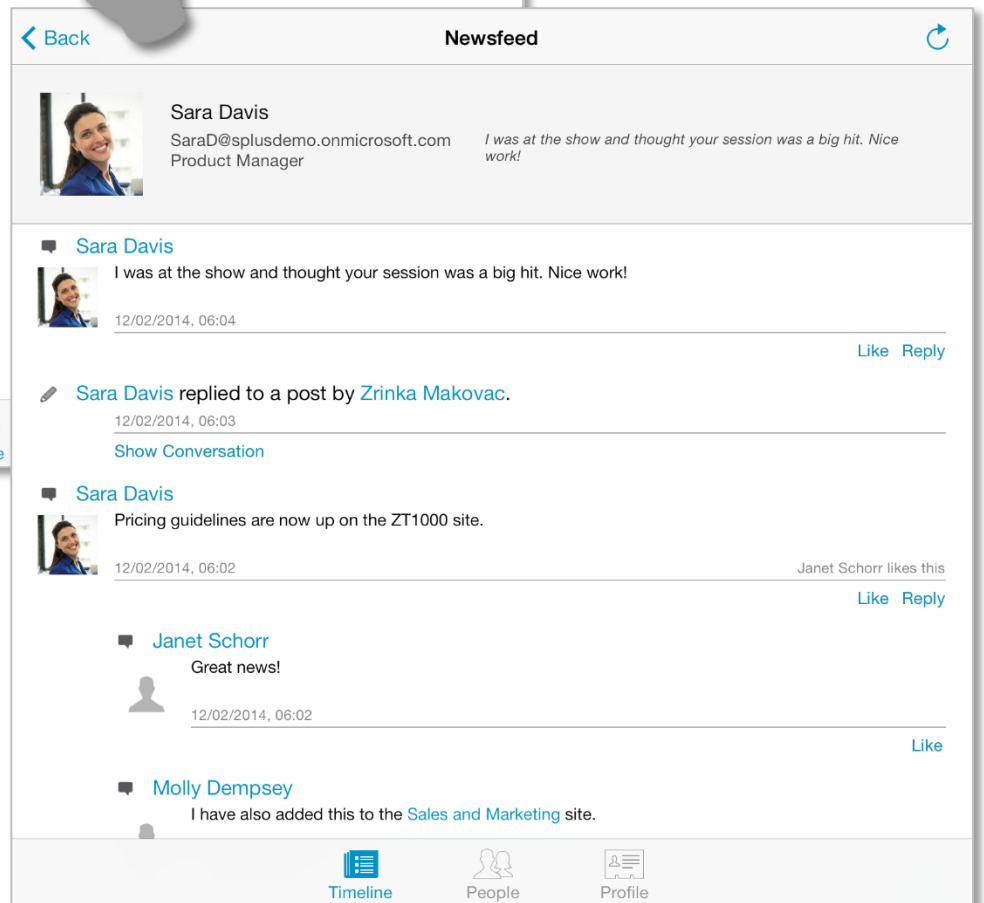 Back
Newsfeed
Sara Davis
SaraD@splusdemo.onmicrosoft.com
Product Manager
I was at the show and thought your session was a big hit. Nice
work!
Sara Davis
I was at the show and thought your session was a big hit. Nice work!
12/02/2014, 06:04
Like Reply
Sara Davis replied to a post by Zrinka Makovac.
12/02/2014, 06:03
Show Conversation
Sara Davis
Pricing guidelines are now up on the ZT1000 site.
12/02/2014, 06:02
Janet Schorr likes this
Like Reply
Janet Schorr
Great news!
12/02/2014, 06:02
Like
Molly Dempsey
I have also added this to the Sales and Marketing site.
Timeline
People
Profile